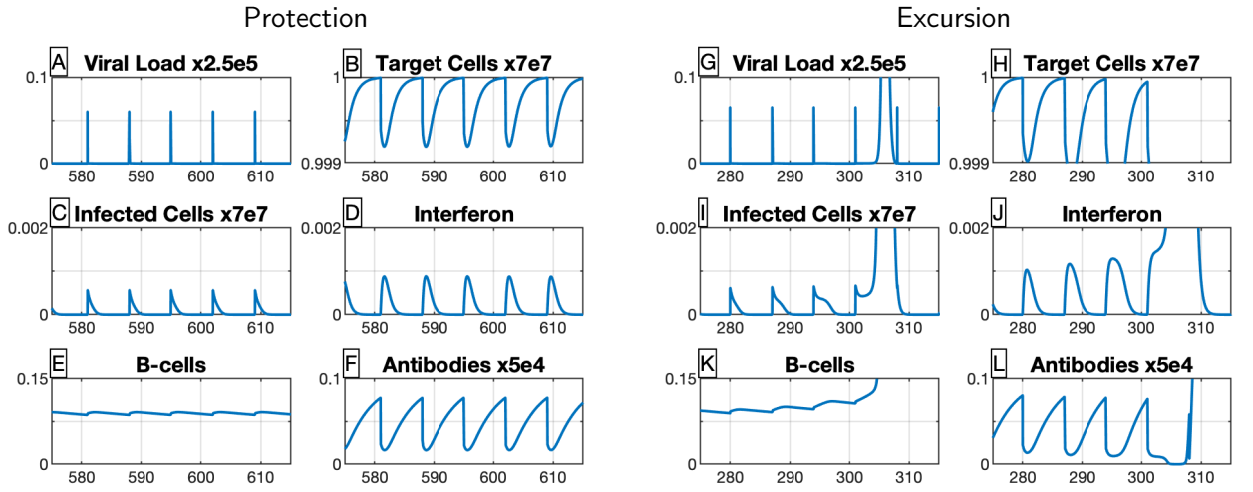 Protection
Excursion
A Viral Load x2.5e5
0.1
0
580 590 600 610
B Target Cells x7e7
1
0.999
580 590 600 610
G Viral Load x2.5e5
0.1
0
280 290 300 310
H Target Cells x7e7
1
0.999
280 290 300 310
C Infected Cells x7e7
0.002
0
580 590 600 610
D Interferon
0.002
0
580 590 600 610
I Infected Cells x7e7
0.002
0
280 290 300 310
J Interferon
0.002
0
280 290 300 310
E B-cells
0.15
0
580 590 600 610
F Antibodies x5e4
0.1
0
580 590 600 610
K B-cells
0.15
0
280 290 300 310
L Antibodies x5e4
0.1
0
280 290 300 310